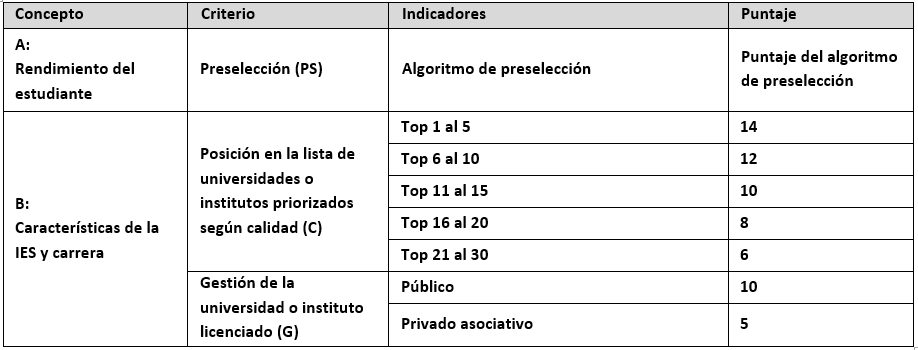 Concepto
Criterio
Indicadores
Puntaje
A:
Rendimiento del
estudiante
Preselección (PS)
Algoritmo de preselección
Puntaje del algoritmo
de preselección
B:
Características de la
IES y carrera
Posición en la lista de
universidades o
institutos priorizados
según calidad (C)
Top 1 al 5
14
Top 6 al 10
12
Top 11 al 15
10
Top 16 al 20
8
Top 21 al 30
6
Gestión de la
universidad o instituto
licenciado (G)
Público
10
Privado asociativo
5